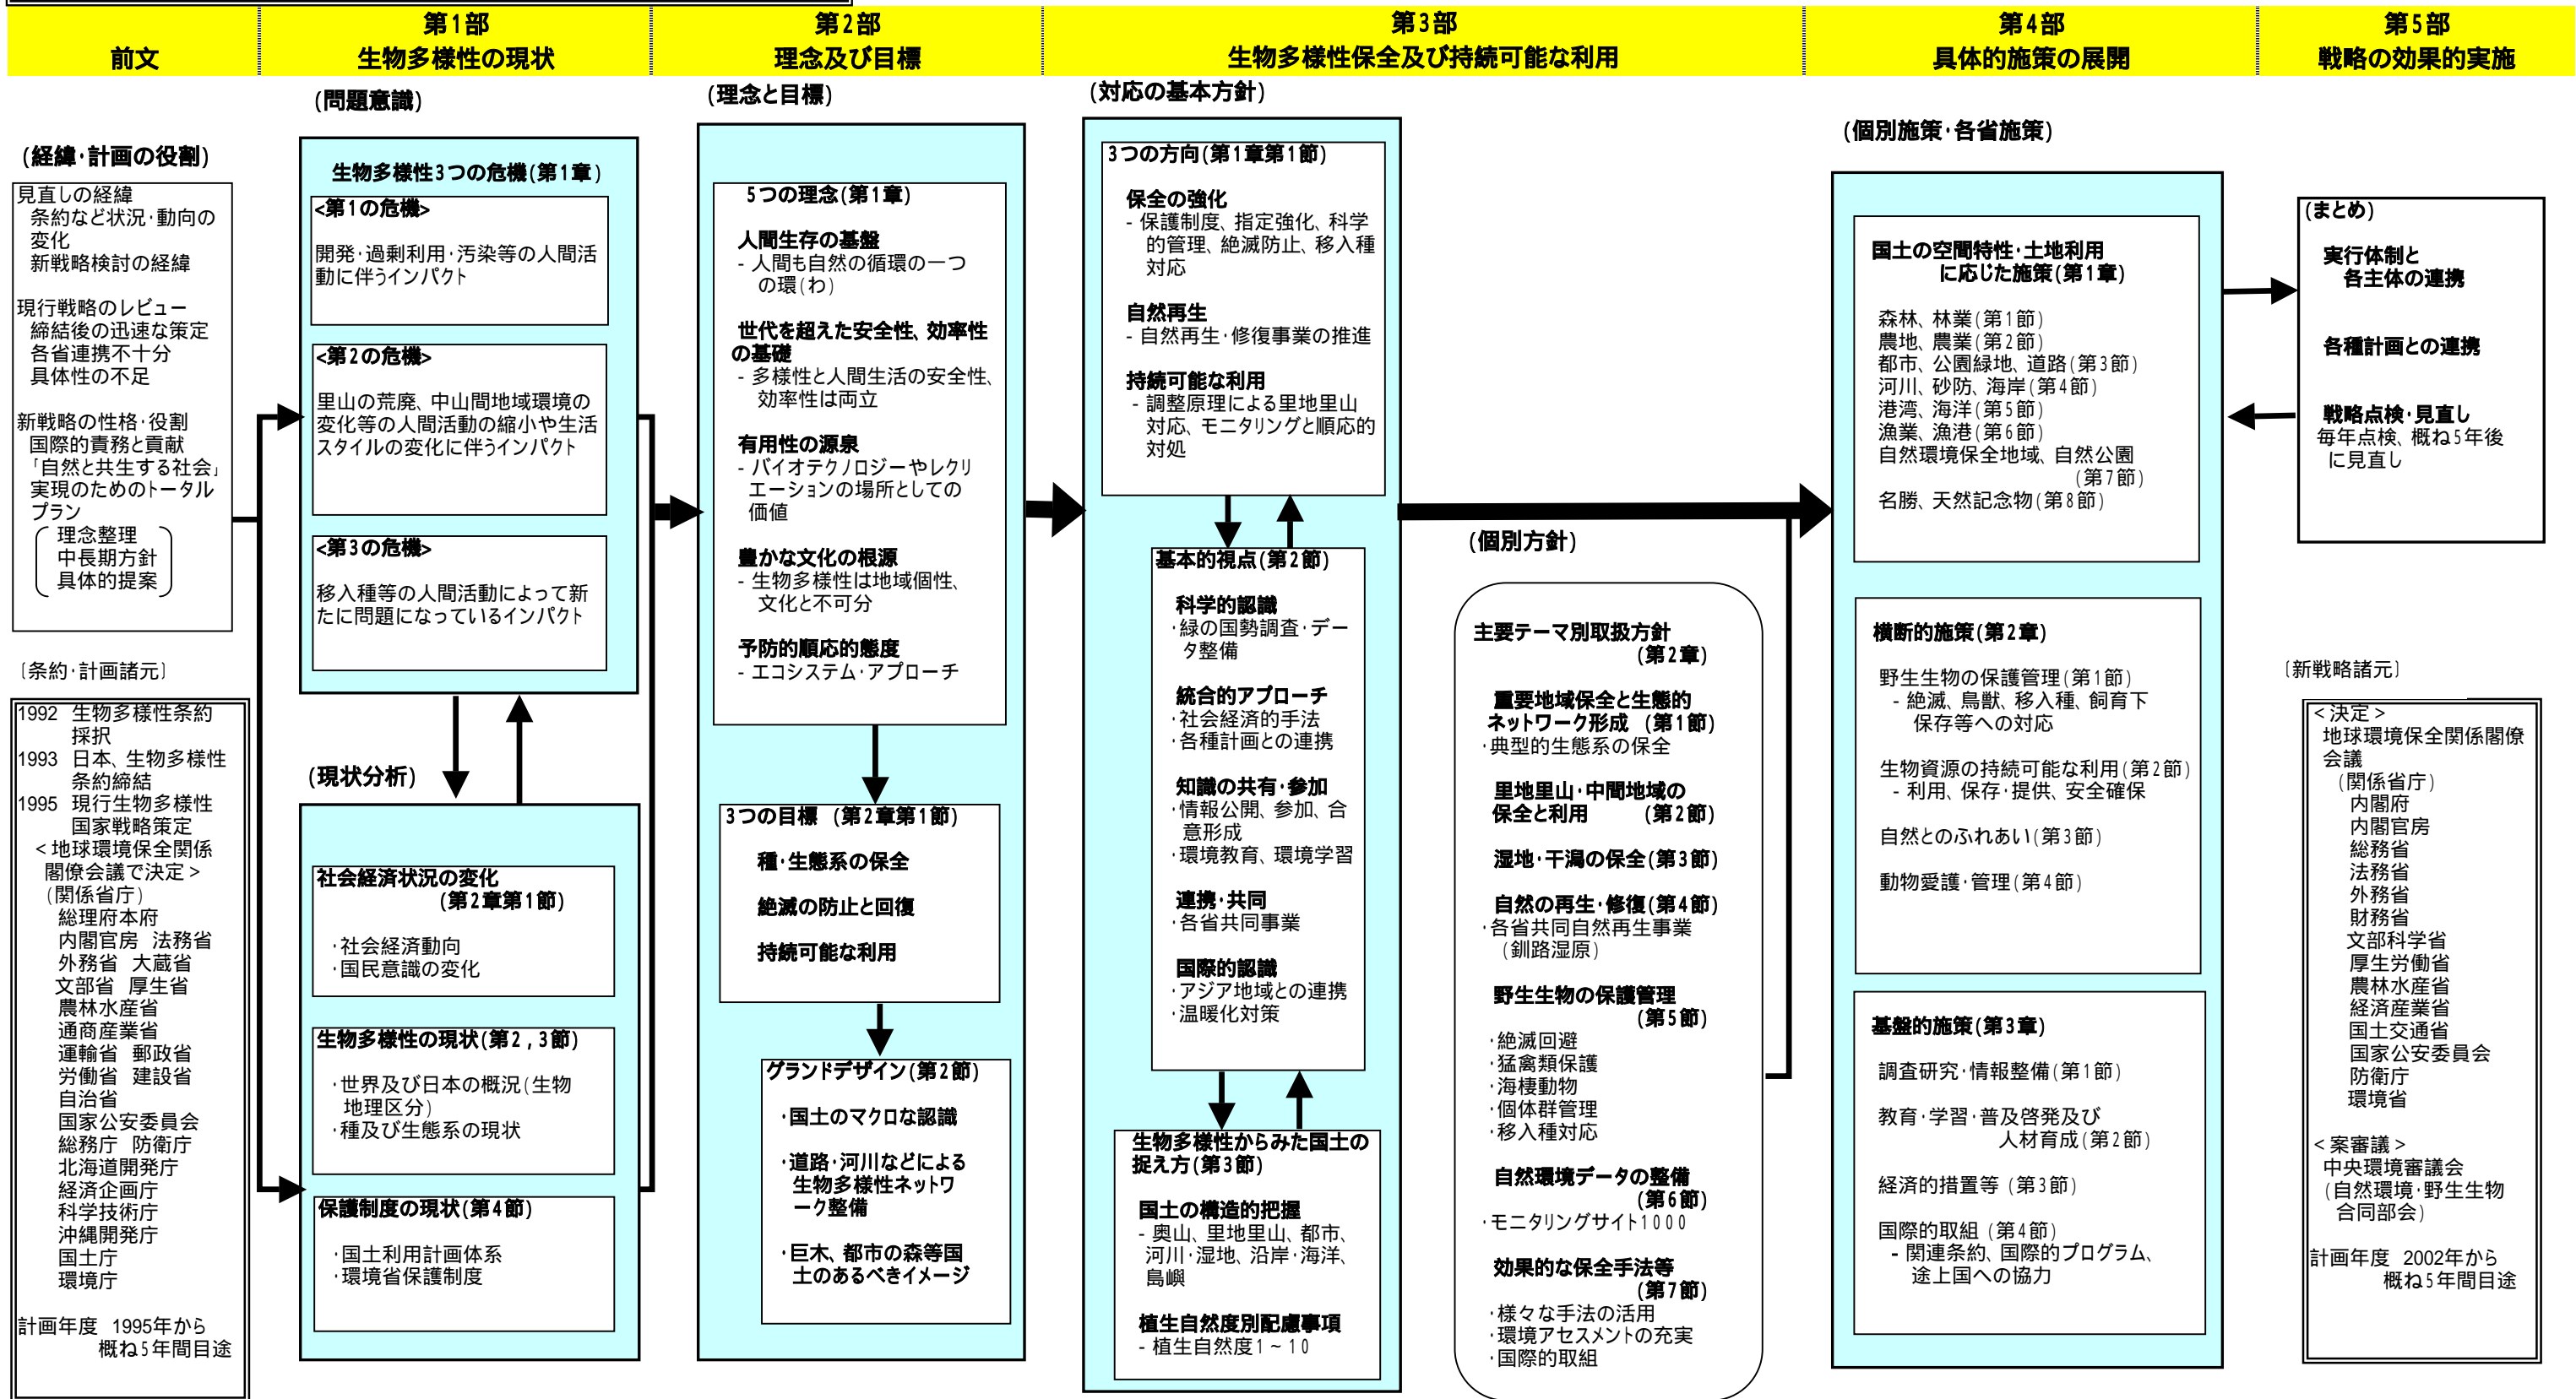 前文
第1部
生物多様性の現状
第2部
理念及び目標
第3部
生物多様性保全及び持続可能な利用
第4部
具体的施策の展開
第5部
戦略の効果的実施
(経緯･計画の役割)
見直しの経緯
条約など状況･動向の
変化
新戦略検討の経緯
現行戦略のレビュー
締結後の迅速な策定
各省連携不十分
具体性の不足
新戦略の性格･役割
国際的責務と貢献
「自然と共生する社会」
実現のためのトータル
プラン
理念整理
中長期方針
具体的提案
〔条約･計画諸元〕
1992 生物多様性条約
採択
1993 日本、生物多様性
条約締結
1995 現行生物多様性
国家戦略策定
<地球環境保全関係
閣僚会議で決定>
(関係省庁)
総理府本府
内閣官房 法務省
外務省 大蔵省
文部省 厚生省
農林水産省
通商産業省
運輸省 郵政省
労働省 建設省
自治省
国家公安委員会
総務庁 防衛庁
北海道開発庁
経済企画庁
科学技術庁
沖縄開発庁
国土庁
環境庁
計画年度 1995年から
概ね5年間目途
(問題意識)
生物多様性3つの危機(第1章)
<第1の危機>
開発･過剰利用･汚染等の人間活
動に伴うインパクト
<第2の危機>
里山の荒廃、中山間地域環境の
変化等の人間活動の縮小や生活
スタイルの変化に伴うインパクト
<第3の危機>
移入種等の人間活動によって新
たに問題になっているインパクト
(現状分析)
社会経済状況の変化
(第2章第1節)
･社会経済動向
･国民意識の変化
生物多様性の現状(第2,3節)
･世界及び日本の概況(生物
地理区分)
･種及び生態系の現状
保護制度の現状(第4節)
･国土利用計画体系
･環境省保護制度
(理念と目標)
5つの理念(第1章)
人間生存の基盤
- 人間も自然の循環の一つ
の環(わ)
世代を超えた安全性、効率性
の基礎
- 多様性と人間生活の安全性、
効率性は両立
有用性の源泉
- バイオテクノロジーやレクリ
エーションの場所としての
価値
豊かな文化の根源
- 生物多様性は地域個性、
文化と不可分
予防的順応的態度
- エコシステム･アプローチ
3つの目標 (第2章第1節)
種･生態系の保全
絶滅の防止と回復
持続可能な利用
グランドデザイン(第2節)
･国土のマクロな認識
･道路･河川などによる
生物多様性ネットワ
ーク整備
･巨木、都市の森等国
土のあるべきイメージ
(対応の基本方針)
3つの方向(第1章第1節)
保全の強化
- 保護制度、指定強化、科学
的管理、絶滅防止、移入種
対応
自然再生
- 自然再生･修復事業の推進
持続可能な利用
- 調整原理による里地里山
対応、モニタリングと順応的
対処
基本的視点(第2節)
科学的認識
･緑の国勢調査･デー
タ整備
統合的アプローチ
･社会経済的手法
･各種計画との連携
知識の共有･参加
･情報公開、参加、合
意形成
･環境教育、環境学習
連携･共同
･各省共同事業
国際的認識
･アジア地域との連携
･温暖化対策
生物多様性からみた国土の
捉え方(第3節)
国土の構造的把握
- 奥山、里地里山、都市、
河川･湿地、沿岸･海洋、
島嶼
植生自然度別配慮事項
- 植生自然度1~10
(個別方針)
主要テーマ別取扱方針
(第2章)
重要地域保全と生態的
ネットワーク形成 (第1節)
･典型的生態系の保全
里地里山･中間地域の
保全と利用 (第2節)
湿地･干潟の保全(第3節)
自然の再生･修復(第4節)
･各省共同自然再生事業
(釧路湿原)
野生生物の保護管理
(第5節)
･絶滅回避
･猛禽類保護
･海棲動物
･個体群管理
･移入種対応
自然環境データの整備
(第6節)
･モニタリングサイト1000
効果的な保全手法等
(第7節)
･様々な手法の活用
･環境アセスメントの充実
･国際的取組
(個別施策･各省施策)
国土の空間特性･土地利用
に応じた施策(第1章)
森林、林業(第1節)
農地、農業(第2節)
都市、公園緑地、道路(第3節)
河川、砂防、海岸(第4節)
港湾、海洋(第5節)
漁業、漁港(第6節)
自然環境保全地域、自然公園
(第7節)
名勝、天然記念物(第8節)
横断的施策(第2章)
野生生物の保護管理(第1節)
- 絶滅、鳥獣、移入種、飼育下
保存等への対応
生物資源の持続可能な利用(第2節)
- 利用、保存･提供、安全確保
自然とのふれあい(第3節)
動物愛護･管理(第4節)
基盤的施策(第3章)
調査研究･情報整備(第1節)
教育･学習･普及啓発及び
人材育成(第2節)
経済的措置等 (第3節)
国際的取組 (第4節)
- 関連条約、国際的プログラム、
途上国への協力
(まとめ)
実行体制と
各主体の連携
各種計画との連携
戦略点検･見直し
毎年点検、概ね5年後
に見直し
〔新戦略諸元〕
<決定>
地球環境保全関係閣僚
会議
(関係省庁)
内閣府
内閣官房
総務省
法務省
外務省
財務省
文部科学省
厚生労働省
農林水産省
経済産業省
国土交通省
国家公安委員会
防衛庁
環境省
<案審議>
中央環境審議会
(自然環境･野生生物
合同部会)
計画年度 2002年から
概ね5年間目途